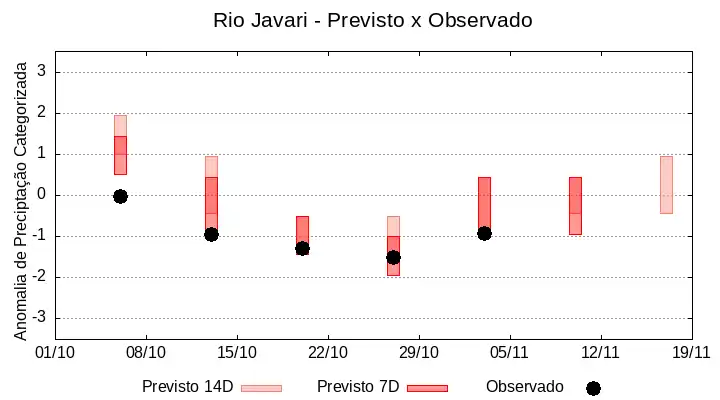 Rio Javari - Previsto x Observado
Anomalia de Preciptação Categorizada
3
2
1
0
-1
-2
-3
01/10 08/10 15/10 22/10 29/10 05/11 12/11 19/11
Previsto 14D Previsto 7D Observado